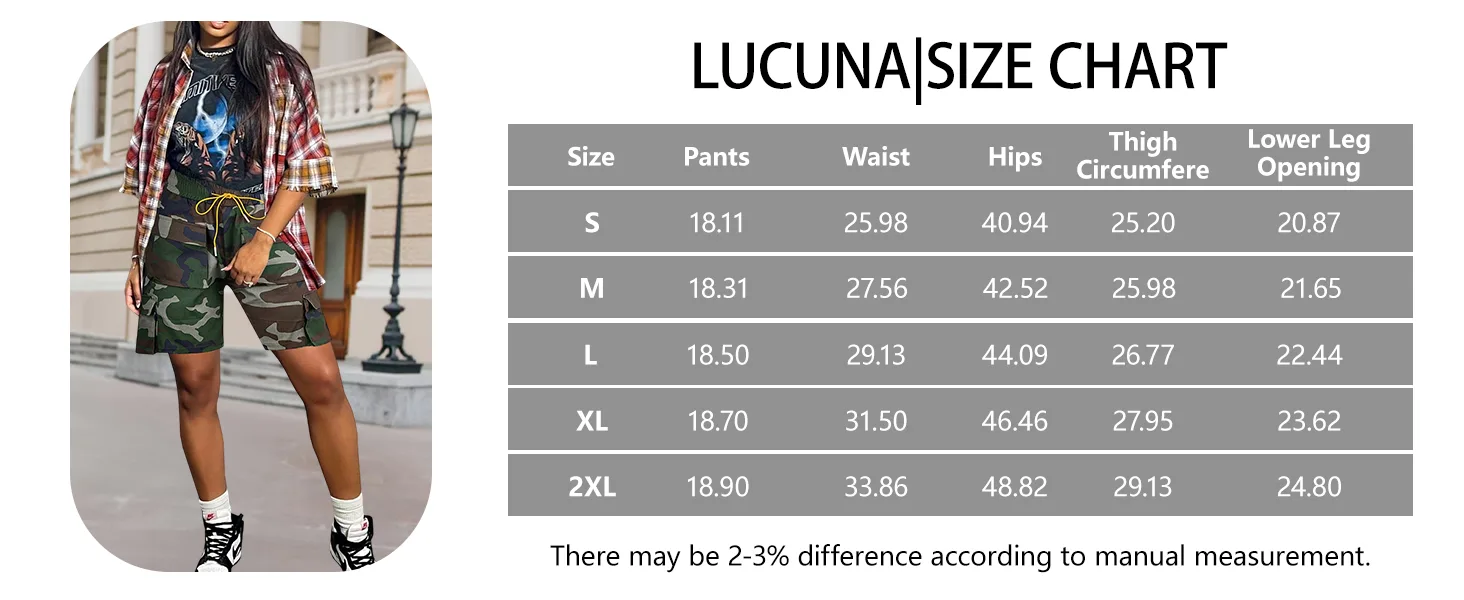 LUCUNA|SIZE CHART
Size Pants Waist Hips Thigh Circumfere Lower Leg Opening
S 18.11 25.98 40.94 25.20 20.87
M 18.31 27.56 42.52 25.98 21.65
L 18.50 29.13 44.09 26.77 22.44
XL 18.70 31.50 46.46 27.95 23.62
2XL 18.90 33.86 48.82 29.13 24.80
There may be 2-3% difference according to manual measurement.